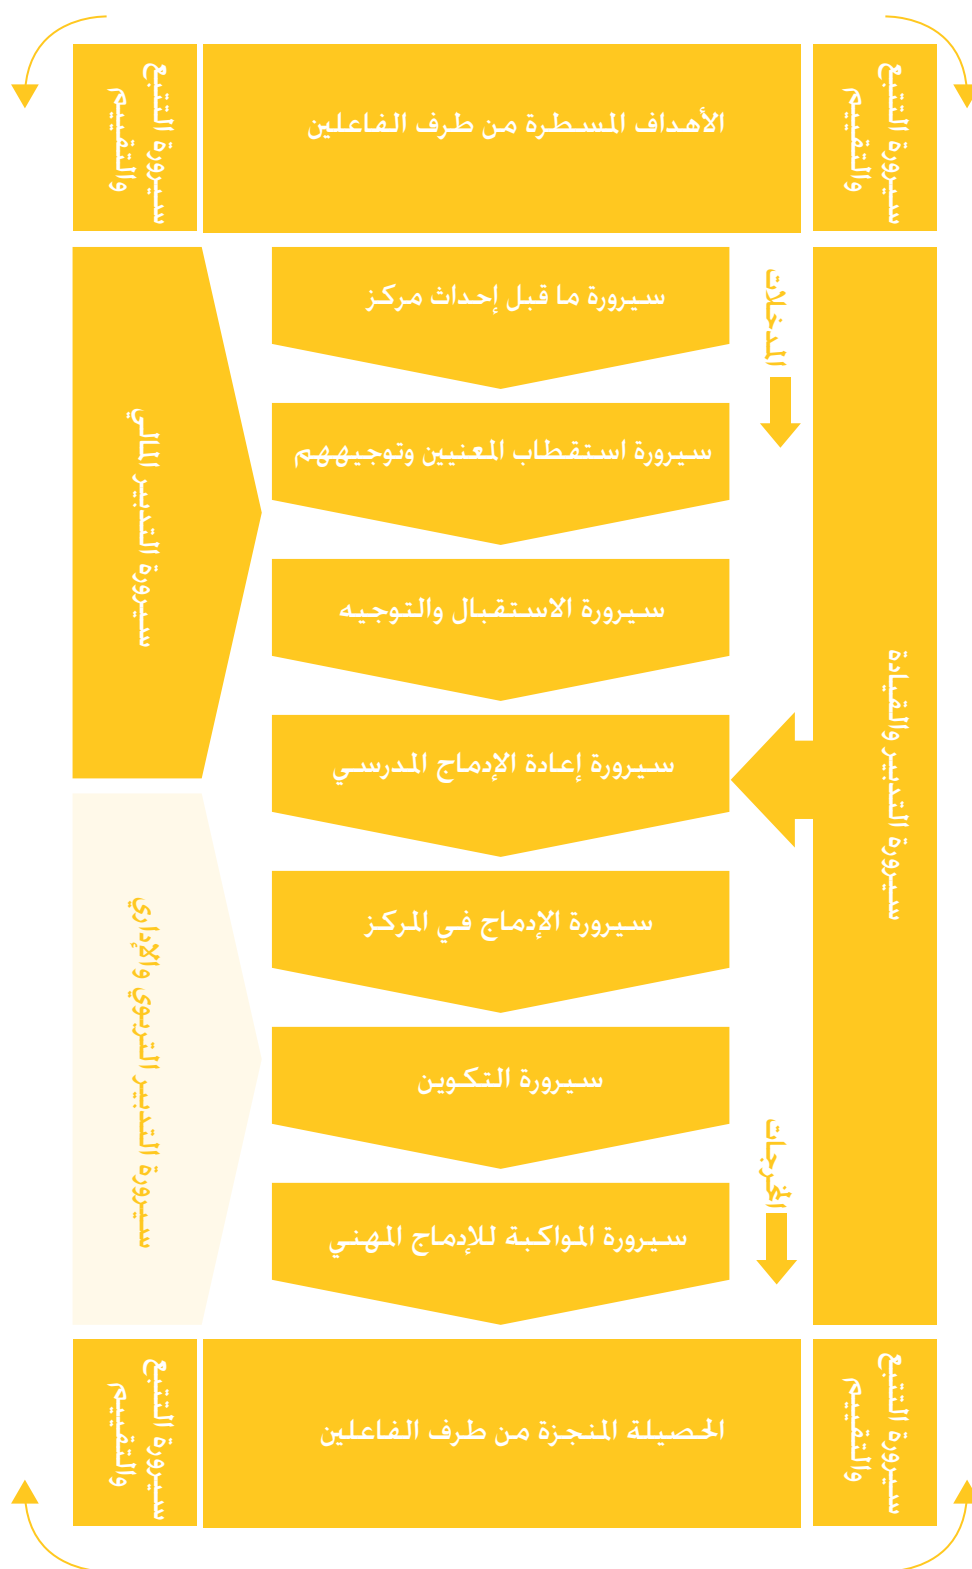 سيرورة التتبع
والتقييم
الأهداف المسطرة من طرف الفاعلين
سيرورة التتبع
والتقييم
المدخلات
سيرورة ما قبل إحداث مركز
سيرورة استقطاب المعنيين وتوجيههم
سيرورة الاستقبال والتوجيه
سيرورة إعادة الإدماج المدرسي
سيرورة الإدماج في المركز
سيرورة التكوين
سيرورة المواكبة للإدماج المهني
المخرجات
سيرورة التدبير والقيادة
سيرورة التدبير المالي
سيرورة التدبير التربوي والإداري
سيرورة التتبع
والتقييم
الحصيلة المنجزة من طرف الفاعلين
سيرورة التتبع
والتقييم